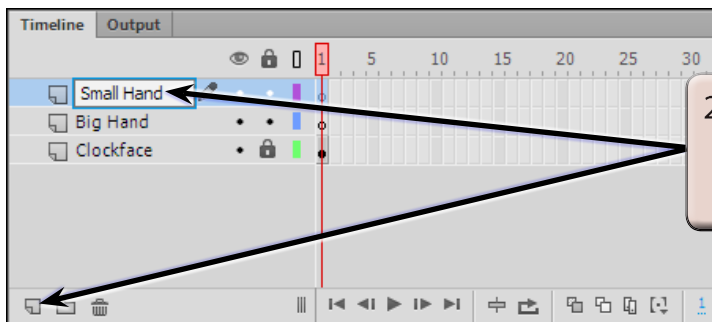 Timeline Output
1 5 10 15 20 25 30
Small Hand
Big Hand
Clockface
2
1